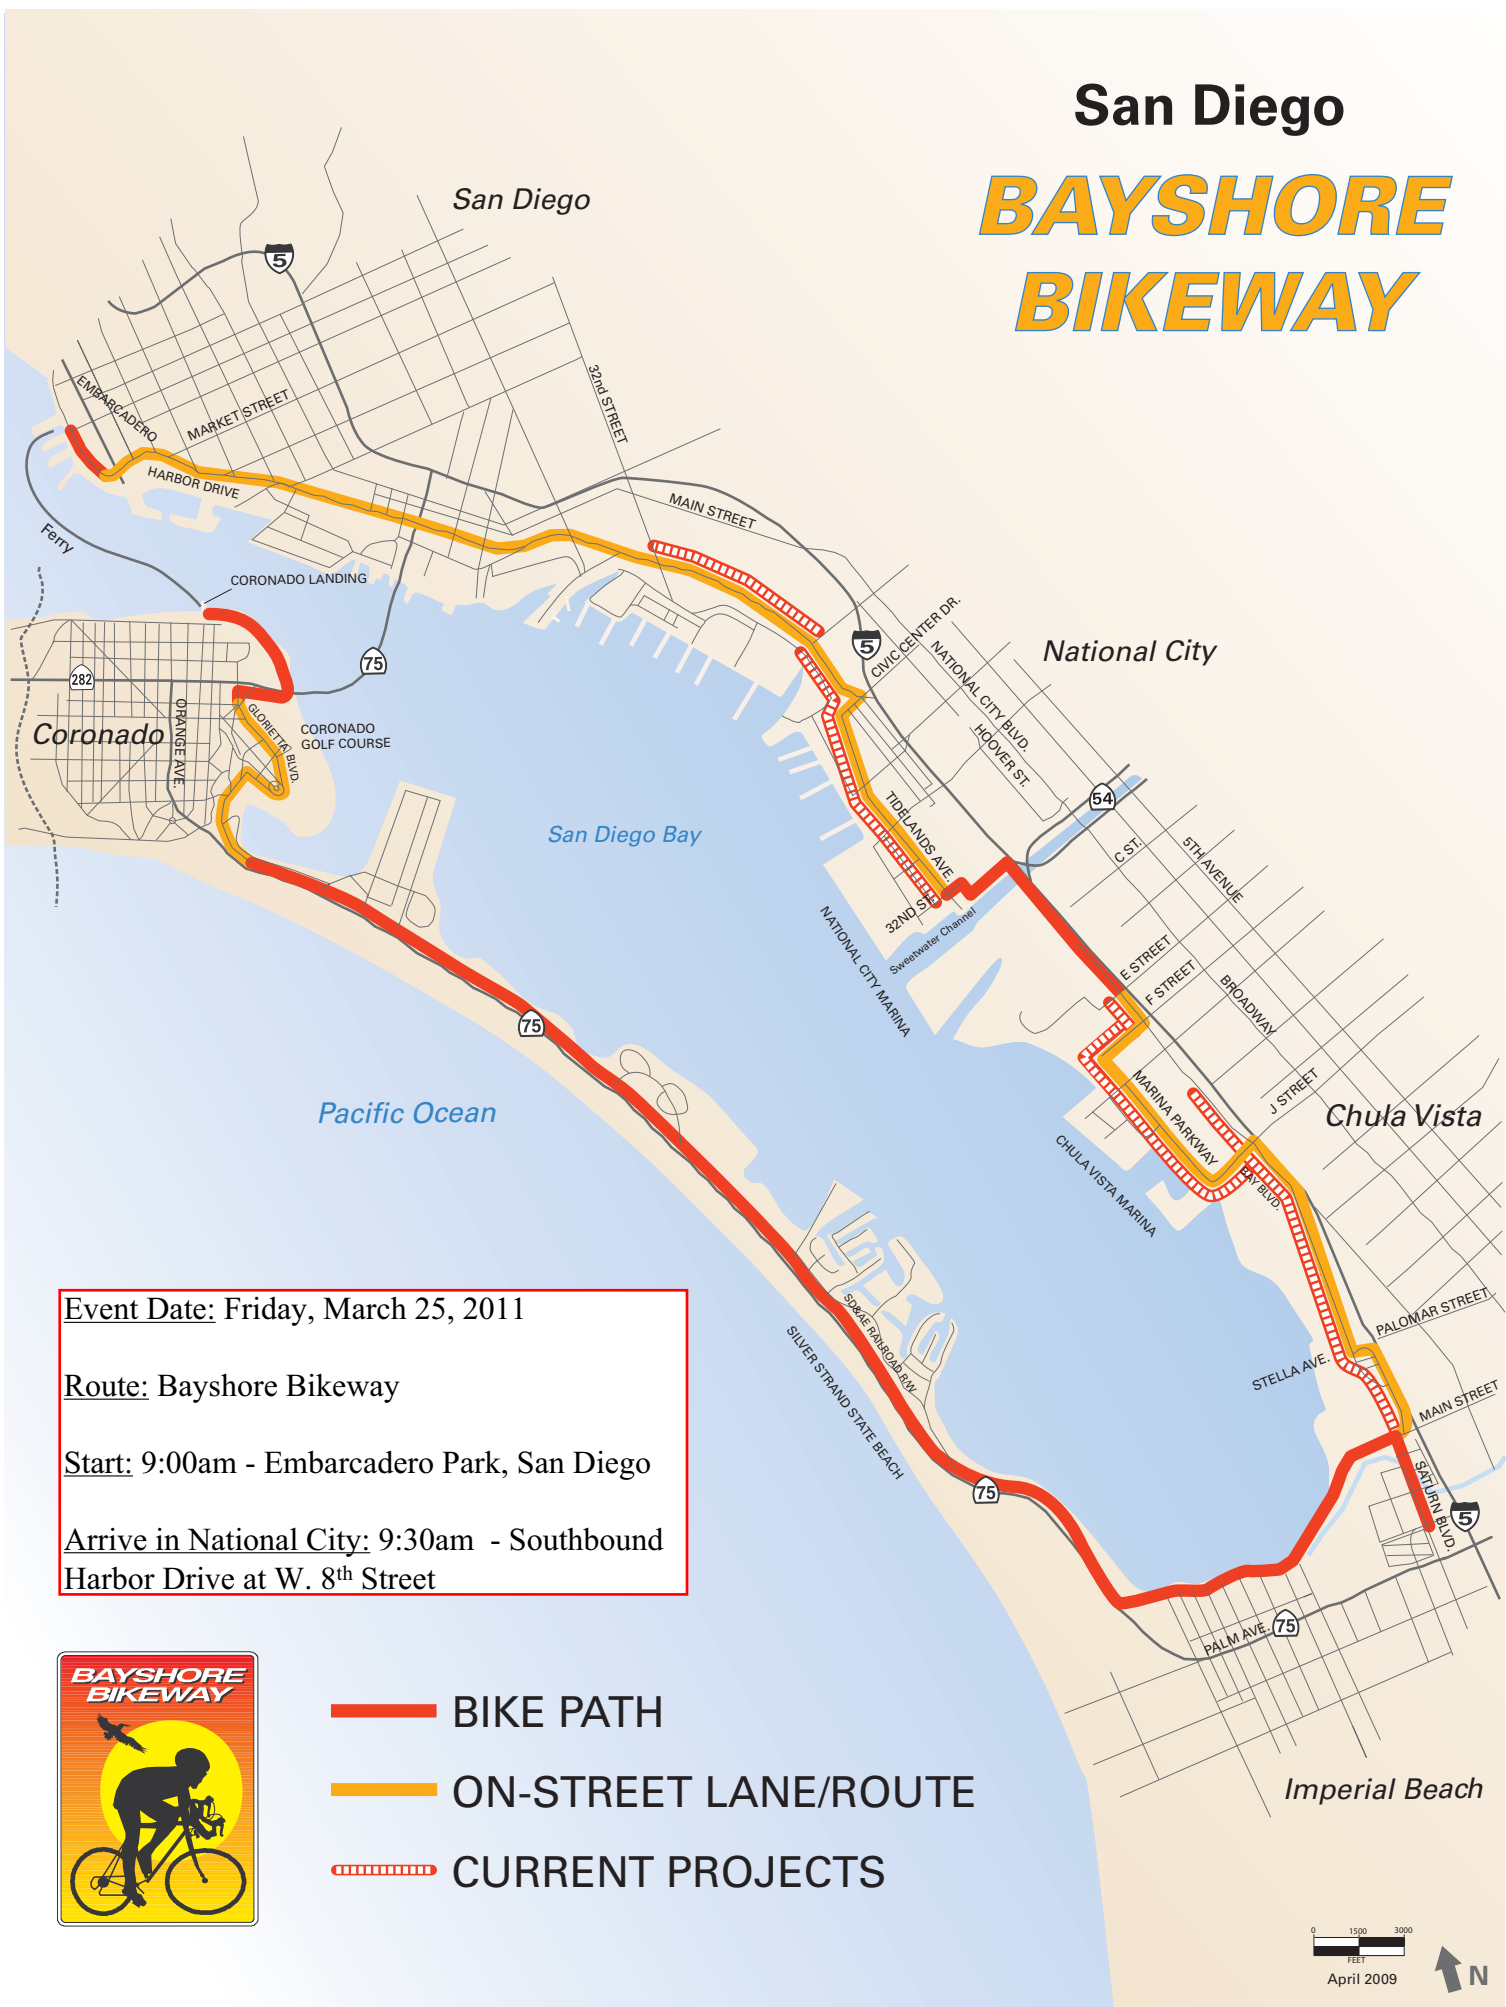 San Diego
BAYSHORE
BIKEWAY
San Diego
5
32nd STREET
EMBARCADERO
MARKET STREET
HARBOR DRIVE
MAIN STREET
Ferry
CORONADO LANDING
5
CIVIC CENTER DR.
NATIONAL CITY BLVD.
National City
75
282
ORANGE AVE.
GLORIETTA BLVD.
Coronado
CORONADO
GOLF COURSE
HOOVER ST.
54
TIDELANDS AVE.
San Diego Bay
C ST.
5TH AVENUE
32ND ST.
Sweetwater Channel
NATIONAL CITY MARINA
E STREET
F STREET
BROADWAY
75
MARINA PARKWAY
J STREET
Pacific Ocean
Chula Vista
CHULA VISTA MARINA
BAY BLVD.
Event Date: Friday, March 25, 2011
Route: Bayshore Bikeway
Start: 9:00am - Embarcadero Park, San Diego
Arrive in National City: 9:30am - Southbound
Harbor Drive at W. 8th Street
SD&AE RAILROAD R/W
SILVER STRAND STATE BEACH
PALOMAR STREET
STELLA AVE.
MAIN STREET
75
SATURN BLVD.
5
PALM AVE.
75
BAYSHORE
BIKEWAY
BIKE PATH
ON-STREET LANE/ROUTE
CURRENT PROJECTS
Imperial Beach
0 1500 3000
FEET
April 2009
N